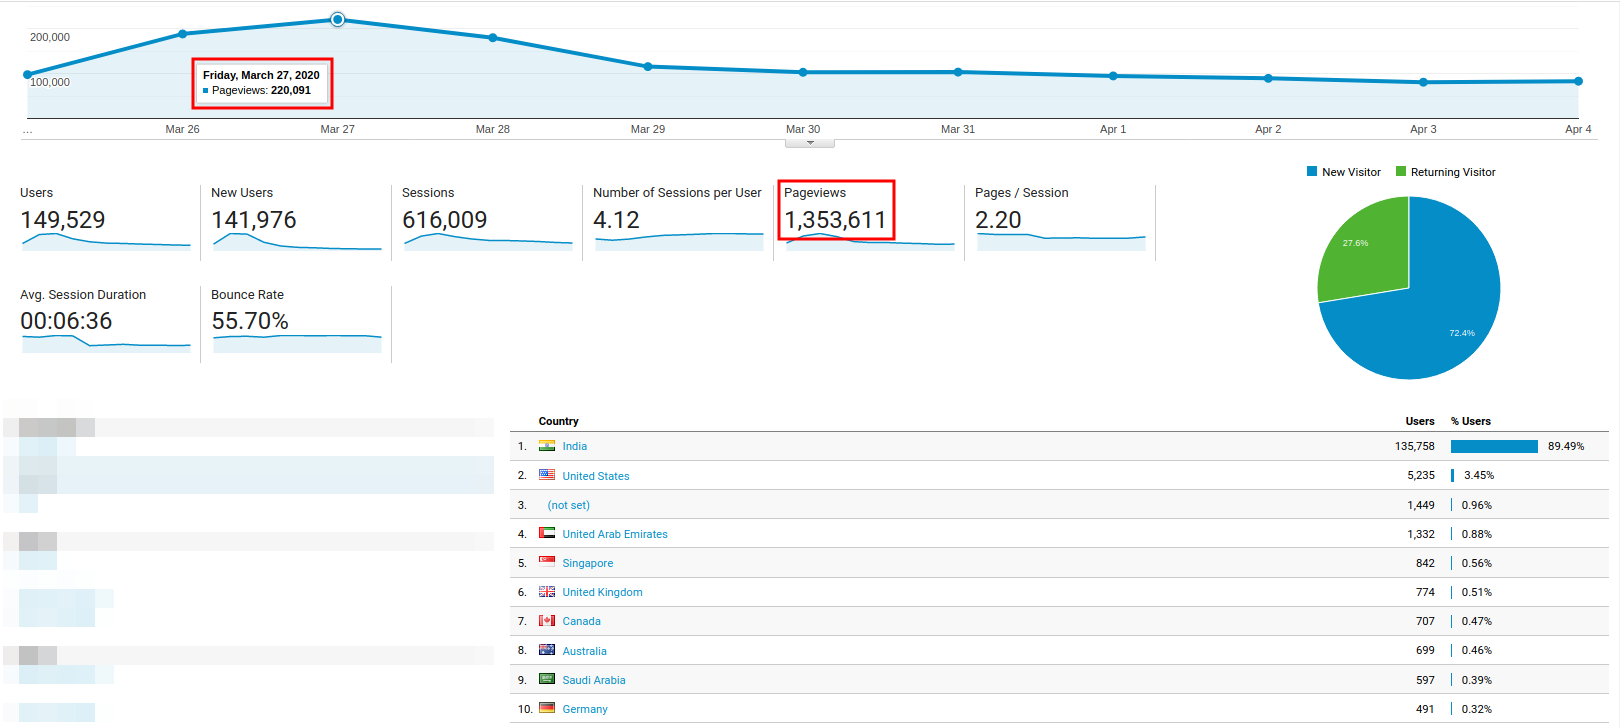 200,000
100,000
Friday, March 27, 2020
Pageviews: 220,091
... Mar 26 Mar 27 Mar 28 Mar 29 Mar 30 Mar 31 Apr 1 Apr 2 Apr 3 Apr 4
New Visitor Returning Visitor
Users New Users Sessions Number of Sessions per User Pageviews Pages / Session
149,529 141,976 616,009 4.12 1,353,611 2.20
27.6%
72.4%
Avg. Session Duration Bounce Rate
00:06:36 55.70%
Country Users % Users
1. India 135,758 89.49%
2. United States 5,235 3.45%
3. (not set) 1,449 0.96%
4. United Arab Emirates 1,332 0.88%
5. Singapore 842 0.56%
6. United Kingdom 774 0.51%
7. Canada 707 0.47%
8. Australia 699 0.46%
9. Saudi Arabia 597 0.39%
10. Germany 491 0.32%